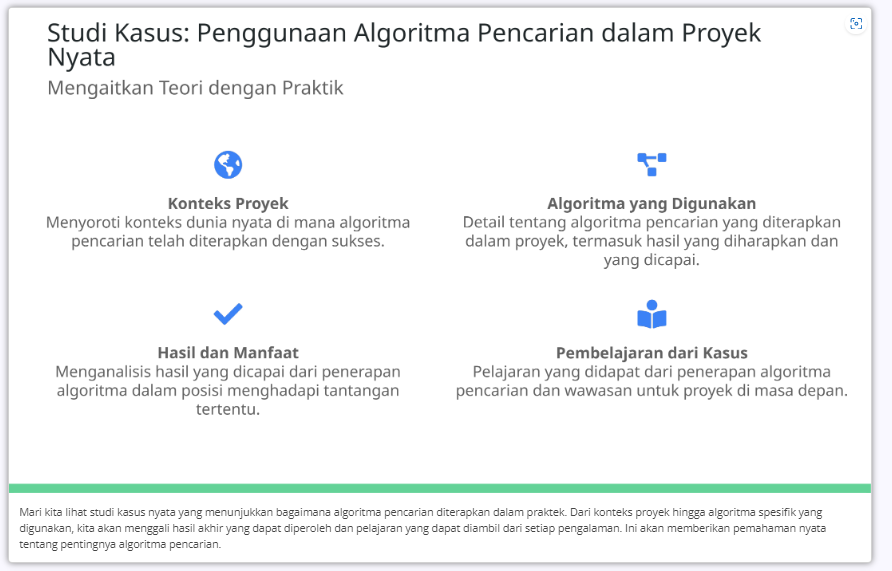 Studi Kasus: Penggunaan Algoritma Pencarian dalam Proyek
Nyata
Mengaitkan Teori dengan Praktik
Konteks Proyek
Menyoroti konteks dunia nyata di mana algoritma
pencarian telah diterapkan dengan sukses.
Algoritma yang Digunakan
Detail tentang algoritma pencarian yang diterapkan
dalam proyek, termasuk hasil yang diharapkan dan
yang dicapai.
Hasil dan Manfaat
Menganalisis hasil yang dicapai dari penerapan
algoritma dalam posisi menghadapi tantangan
tertentu.
Pembelajaran dari Kasus
Pelajaran yang didapat dari penerapan algoritma
pencarian dan wawasan untuk proyek di masa depan.
Mari kita lihat studi kasus nyata yang menunjukkan bagaimana algoritma pencarian diterapkan dalam praktek. Dari konteks proyek hingga algoritma spesifik yang
digunakan, kita akan menggali hasil akhir yang dapat diperoleh dan pelajaran yang dapat diambil dari setiap pengalaman. Ini akan memberikan pemahaman nyata
tentang pentingnya algoritma pencarian.